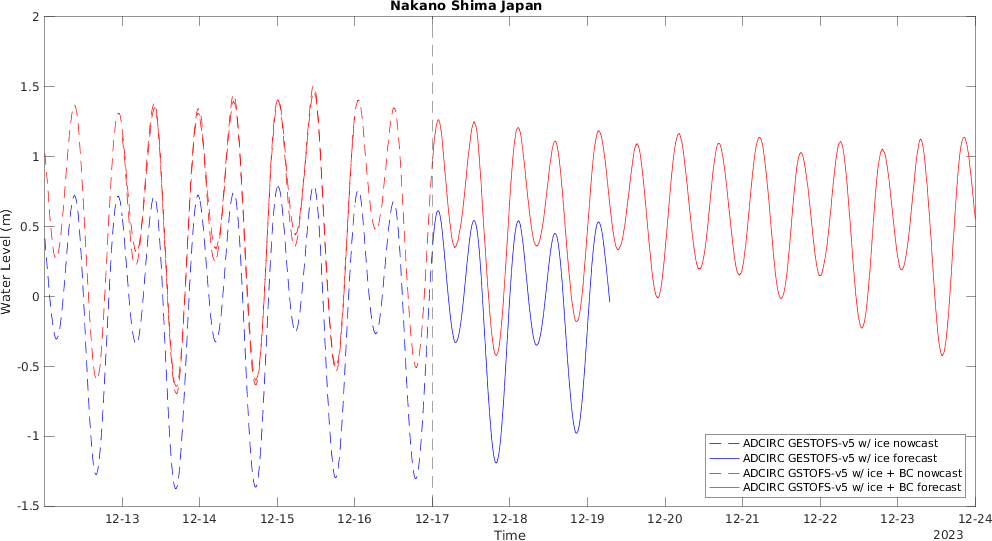 Nakano Shima Japan
2
1.5
1
0.5
0
-0.5
-1
-1.5
Water Level (m)
12-13 12-14 12-15 12-16 12-17 12-18 12-19 12-20 12-21 12-22 12-23 12-24
Time
2023
ADCIRC GESTOFS-v5 w/ ice nowcast
ADCIRC GESTOFS-v5 w/ ice forecast
ADCIRC GSTOFS-v5 w/ ice + BC nowcast
ADCIRC GSTOFS-v5 w/ ice + BC forecast